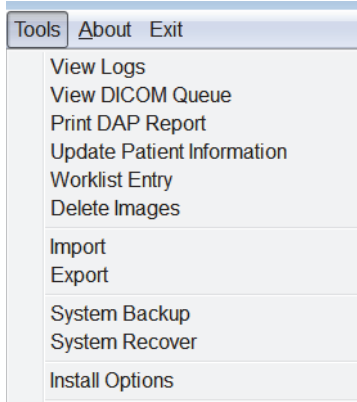 Tools About Exit
View Logs
View DICOM Queue
Print DAP Report
Update Patient Information
Worklist Entry
Delete Images
Import
Export
System Backup
System Recover
Install Options